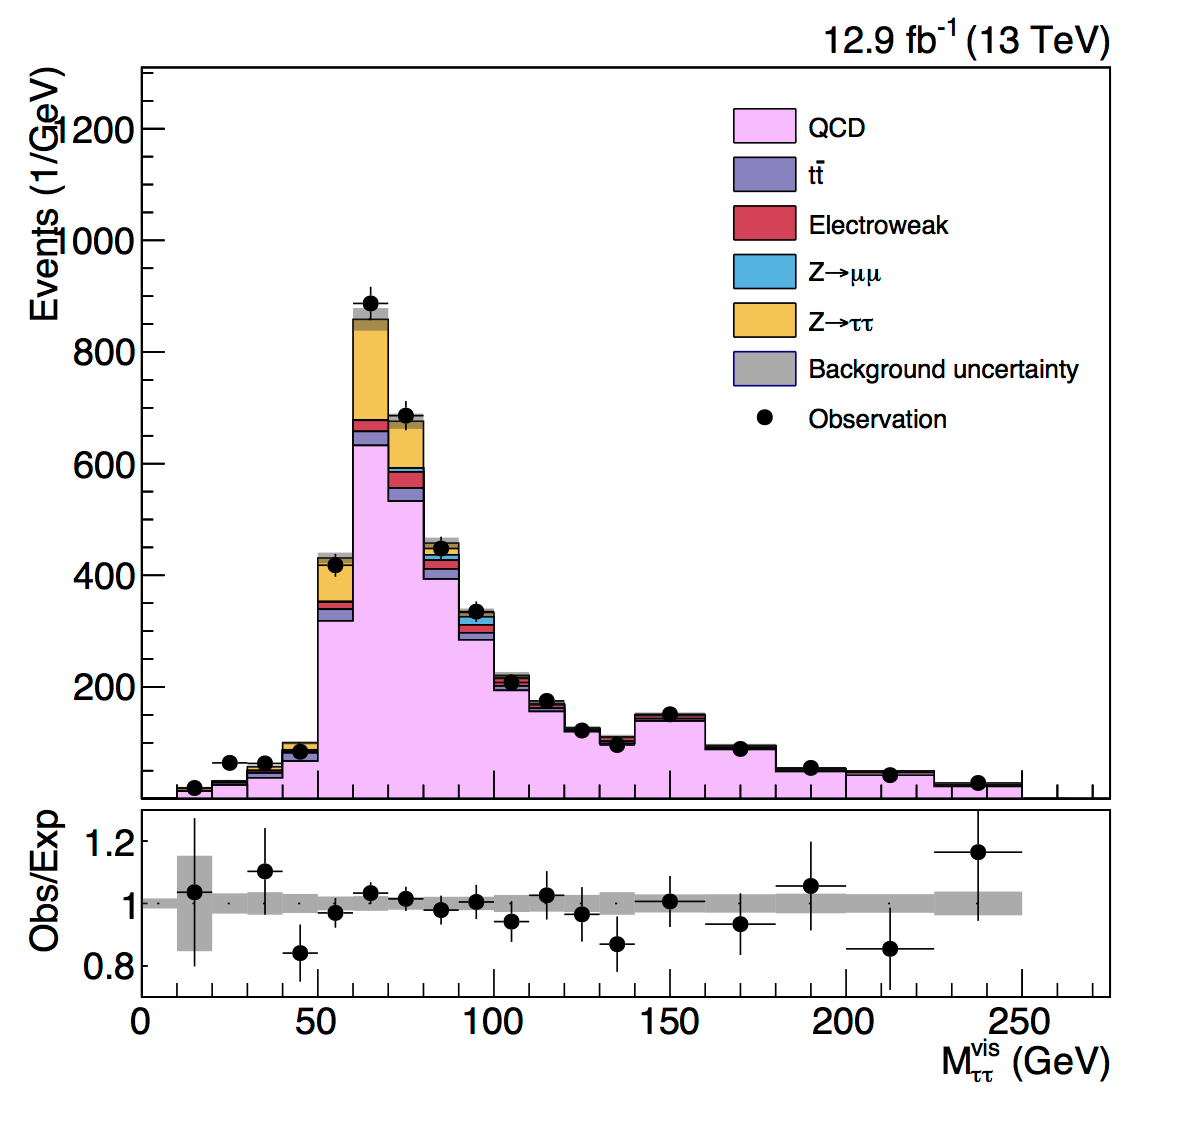 12.9 fb-1 (13 TeV)
Events (1/GeV)
1200
1000
800
600
400
200
QCD
tt̄
Electroweak
Z→μμ
Z→ττ
Background uncertainty
Observation
Obs/Exp
1.2
1
0.8
0 50 100 150 200 250
Mττvis (GeV)